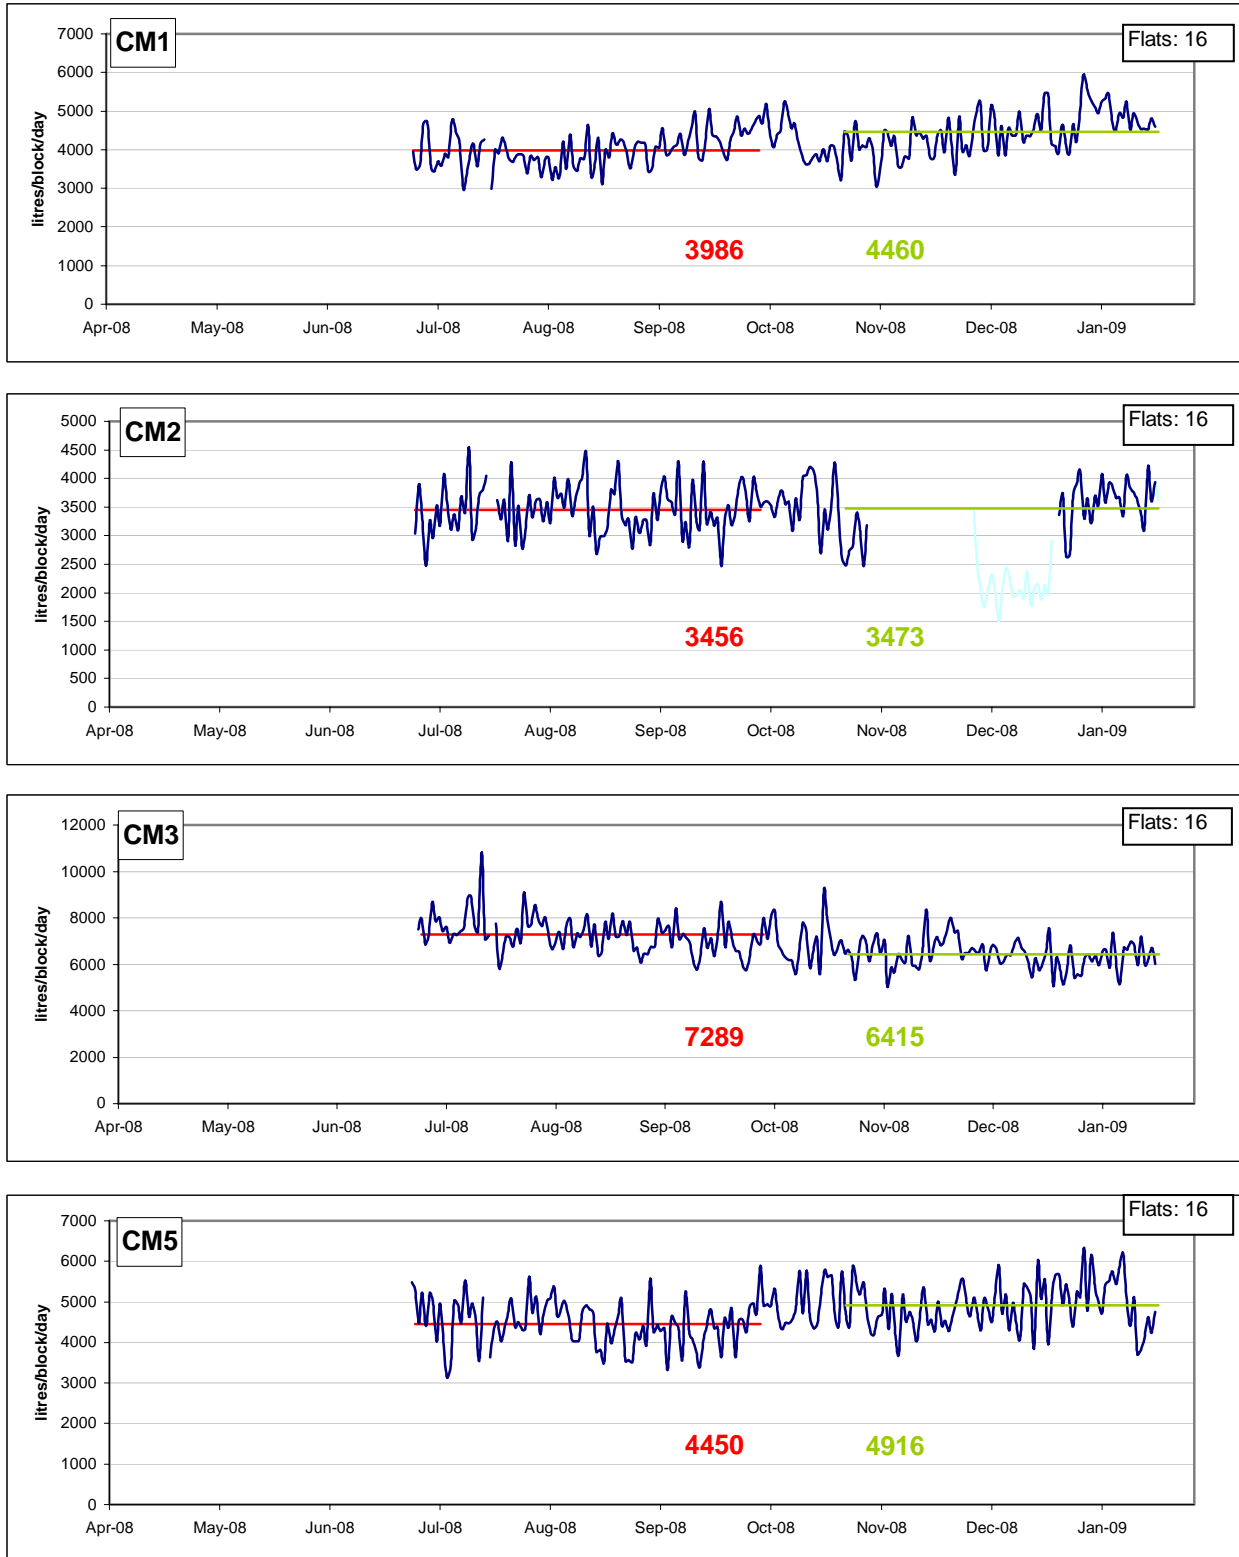 CM1
Flats: 16
litres/block/day
7000
6000
5000
4000
3000
2000
1000
0
3986
4460
Apr-08 May-08 Jun-08 Jul-08 Aug-08 Sep-08 Oct-08 Nov-08 Dec-08 Jan-09
CM2
Flats: 16
litres/block/day
5000
4500
4000
3500
3000
2500
2000
1500
1000
500
0
3456
3473
Apr-08 May-08 Jun-08 Jul-08 Aug-08 Sep-08 Oct-08 Nov-08 Dec-08 Jan-09
CM3
Flats: 16
litres/block/day
12000
10000
8000
6000
4000
2000
0
7289
6415
Apr-08 May-08 Jun-08 Jul-08 Aug-08 Sep-08 Oct-08 Nov-08 Dec-08 Jan-09
CM5
Flats: 16
litres/block/day
7000
6000
5000
4000
3000
2000
1000
0
4450
4916
Apr-08 May-08 Jun-08 Jul-08 Aug-08 Sep-08 Oct-08 Nov-08 Dec-08 Jan-09